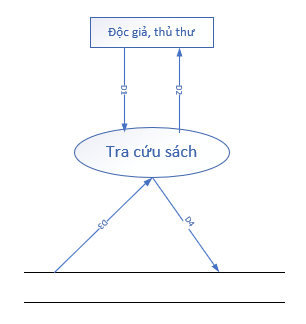 Độc giả, thủ thư
D1
D2
Tra cứu sách
D3
D4